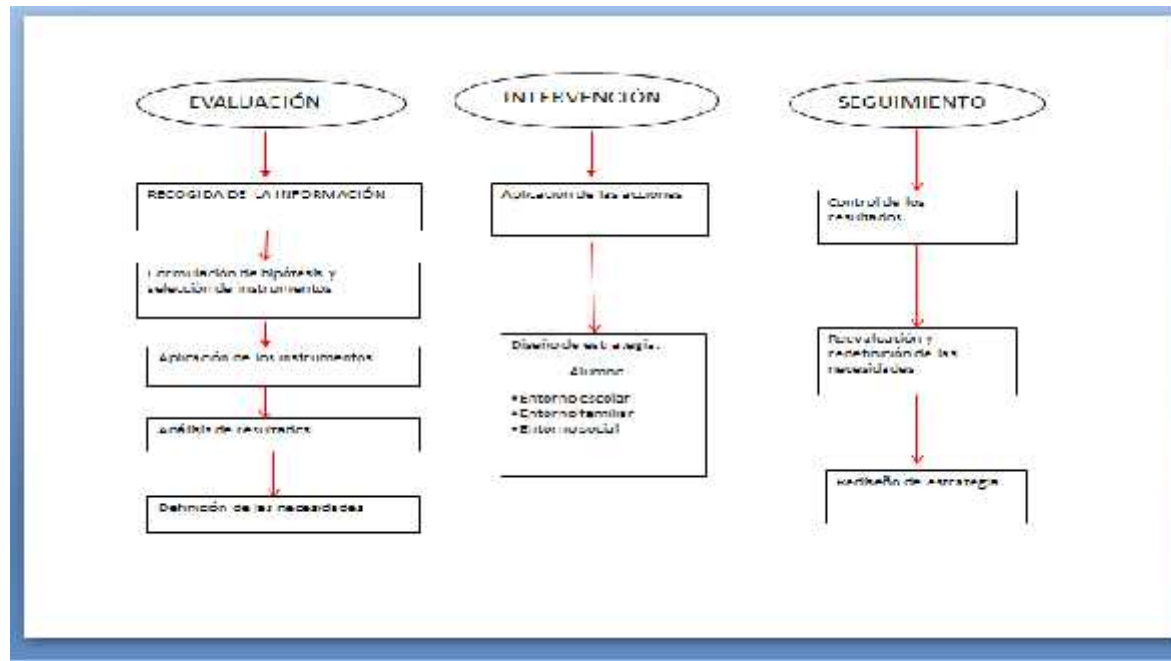 EVALUACIÓN
RECOGIDA DE LA INFORMACIÓN
Formulación de hipótesis y
selección de instrumentos
Aplicación de los instrumentos
Análisis de resultados
Definición de las necesidades
INTERVENCIÓN
Aplicación de las acciones
Diseño de estrategia.
Alumno
•Entorno escolar
•Entorno familiar
•Entorno social
SEGUIMIENTO
Control de los
resultados.
Reevaluación y
redefinición de las
necesidades
Rediseño de estrategia